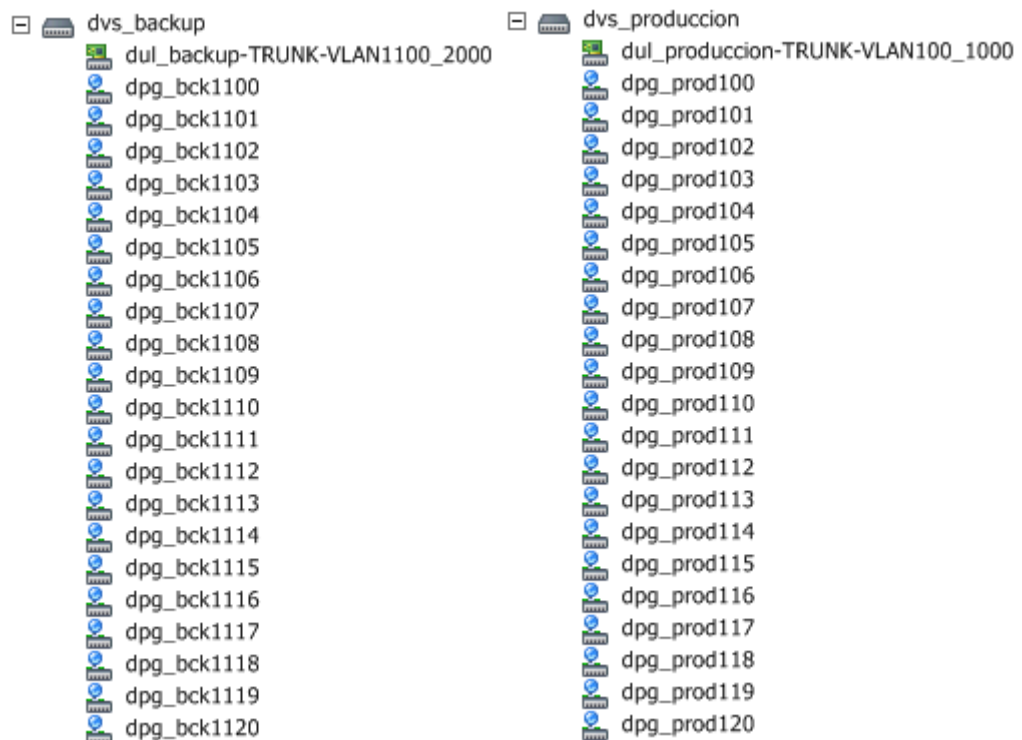 dvs_backup
dul_backup-TRUNK-VLAN1100_2000
dpg_bck1100
dpg_bck1101
dpg_bck1102
dpg_bck1103
dpg_bck1104
dpg_bck1105
dpg_bck1106
dpg_bck1107
dpg_bck1108
dpg_bck1109
dpg_bck1110
dpg_bck1111
dpg_bck1112
dpg_bck1113
dpg_bck1114
dpg_bck1115
dpg_bck1116
dpg_bck1117
dpg_bck1118
dpg_bck1119
dpg_bck1120
dvs_produccion
dul_produccion-TRUNK-VLAN100_1000
dpg_prod100
dpg_prod101
dpg_prod102
dpg_prod103
dpg_prod104
dpg_prod105
dpg_prod106
dpg_prod107
dpg_prod108
dpg_prod109
dpg_prod110
dpg_prod111
dpg_prod112
dpg_prod113
dpg_prod114
dpg_prod115
dpg_prod116
dpg_prod117
dpg_prod118
dpg_prod119
dpg_prod120